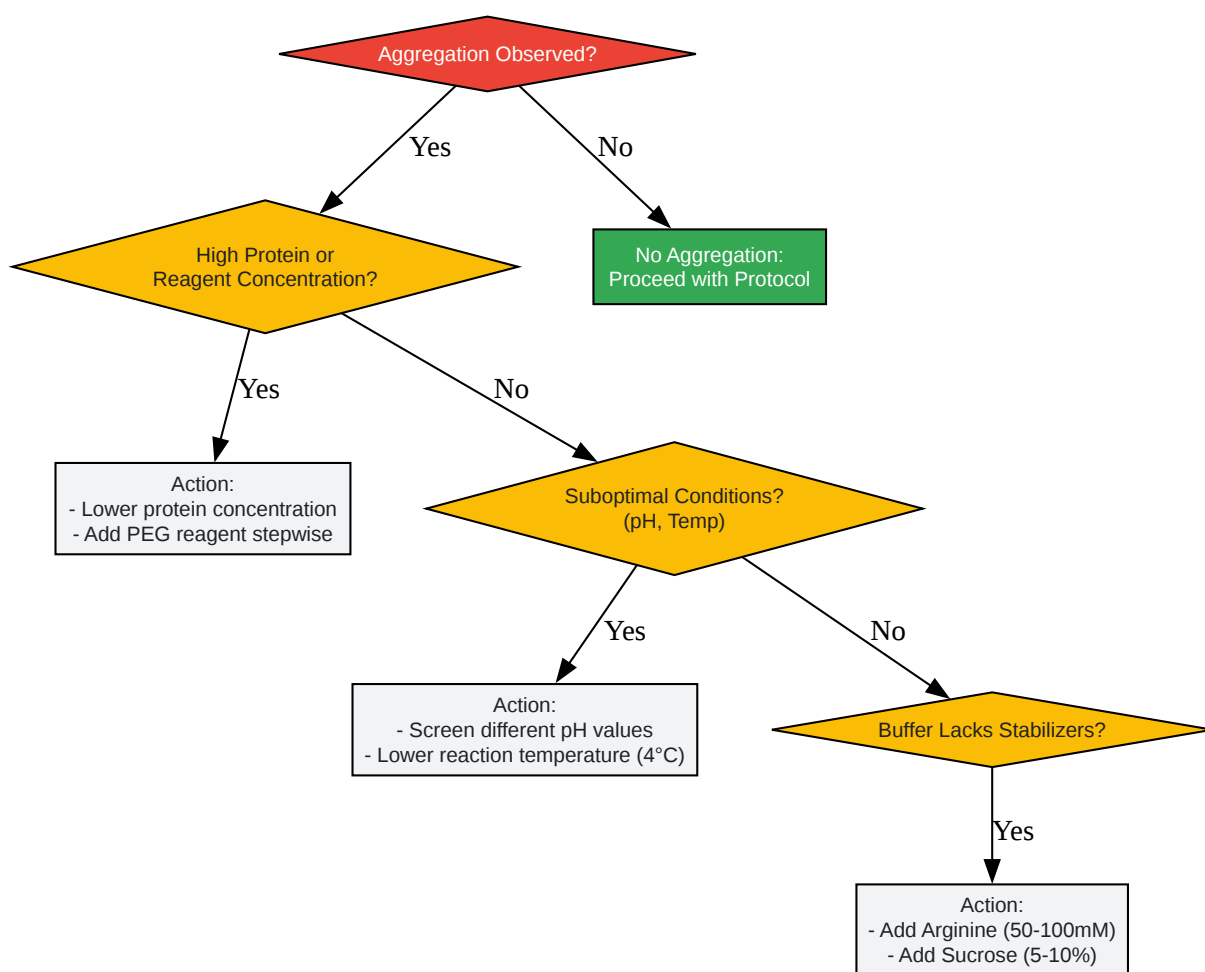 Aggregation Observed?
Yes
No
High Protein or
Reagent Concentration?
No Aggregation:
Proceed with Protocol
Yes
No
Action:
- Lower protein concentration
- Add PEG reagent stepwise
Suboptimal Conditions?
(pH, Temp)
Yes
No
Action:
- Screen different pH values
- Lower reaction temperature (4°C)
Buffer Lacks Stabilizers?
Yes
Action:
- Add Arginine (50-100mM)
- Add Sucrose (5-10%)